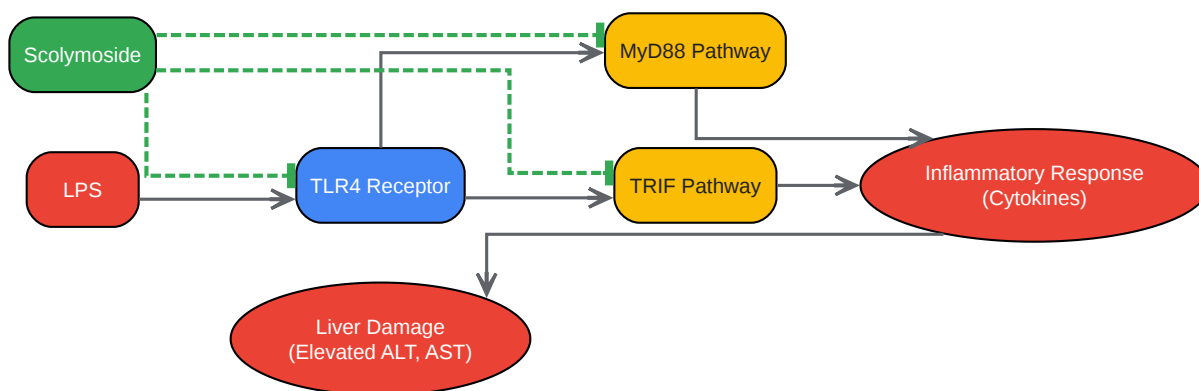 Scolymoside
MyD88 Pathway
LPS
TLR4 Receptor
TRIF Pathway
Inflammatory Response
(Cytokines)
Liver Damage
(Elevated ALT, AST)